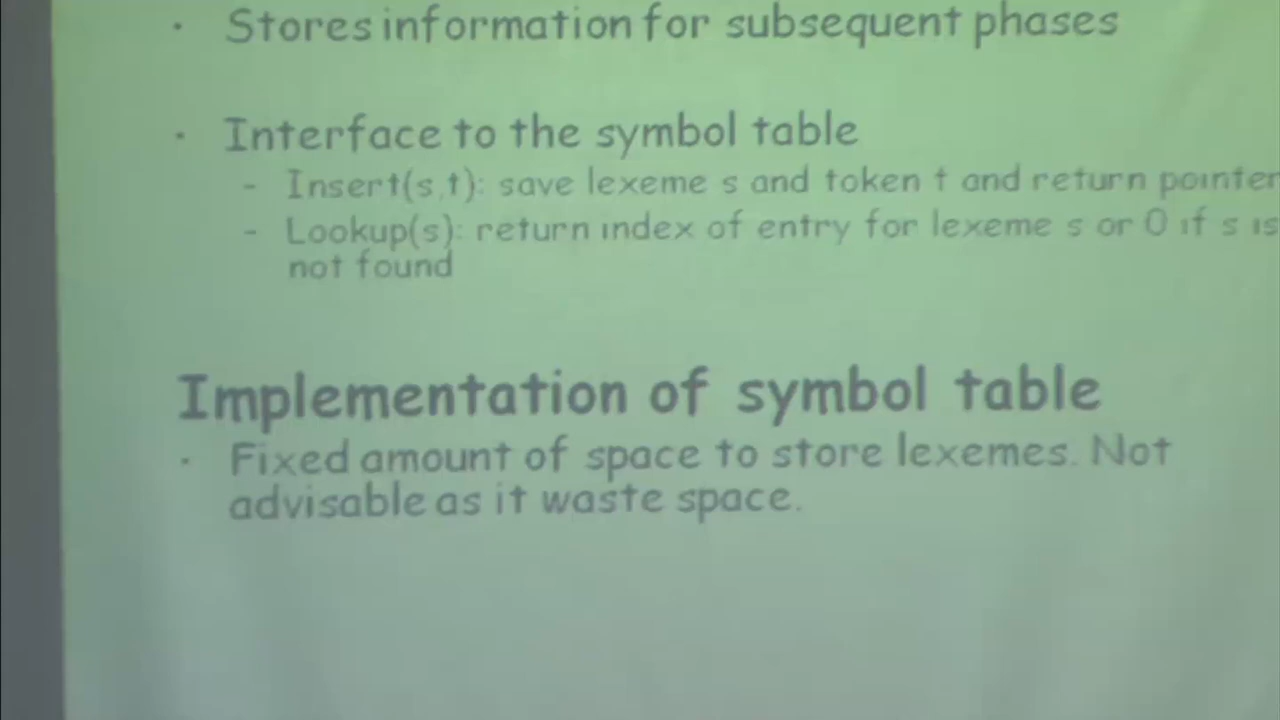 · Stores information for subsequent phases
· Interface to the symbol table
- Insert(s,t): save lexeme s and token t and return pointer
- Lookup(s): return index of entry for lexeme s or 0 if s is
not found
Implementation of symbol table
· Fixed amount of space to store lexemes. Not
advisable as it waste space.